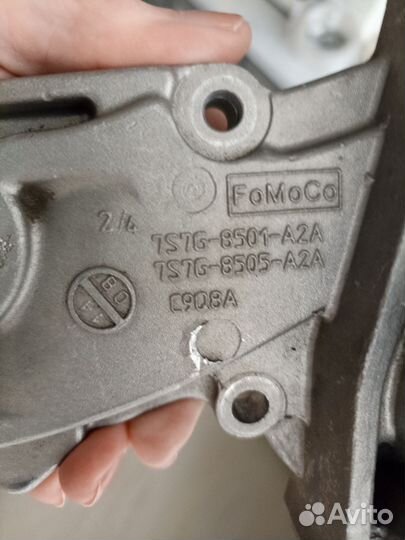 FoMoCo
2/4
7S7G-8501-A2A
7S7G-8505-A2A
C908A
Avito